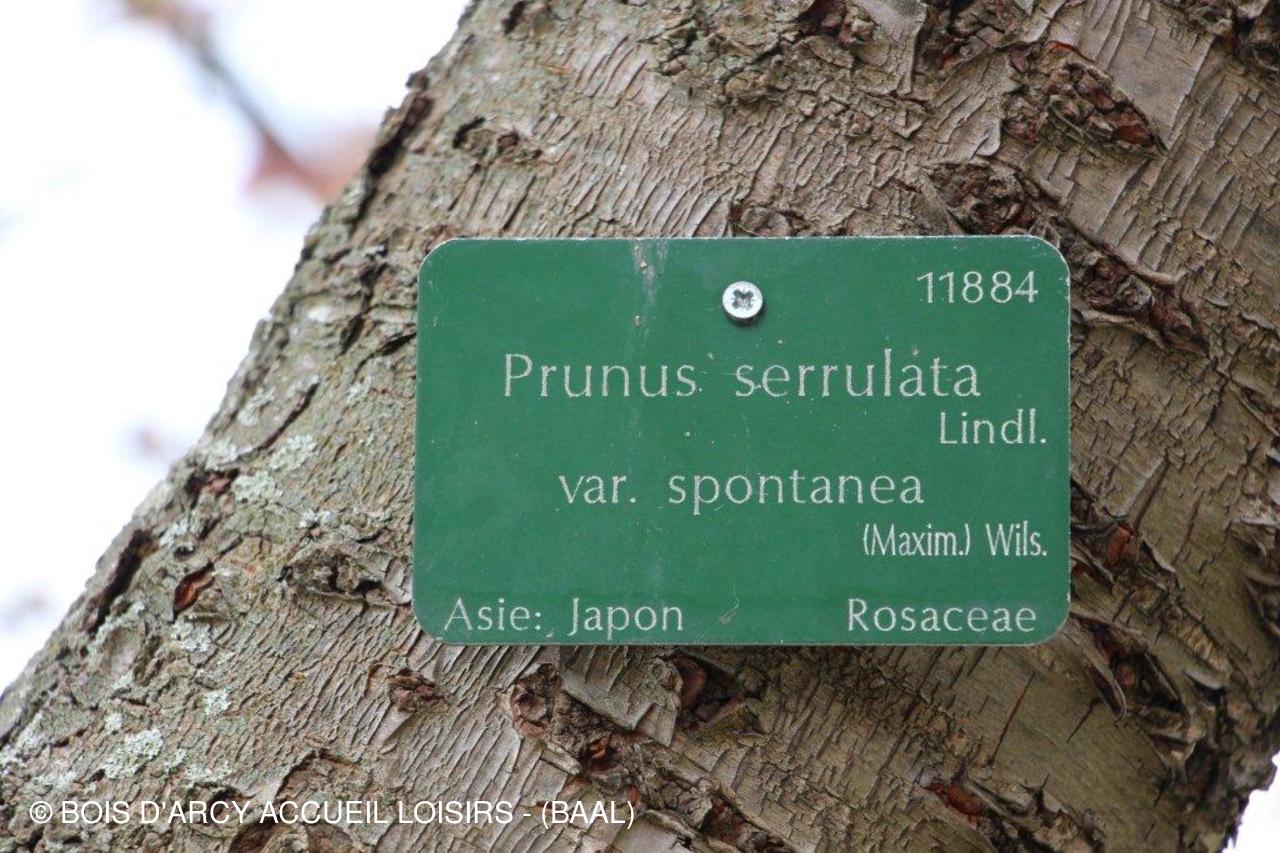 11884
Prunus serrulata
Lindl.
var. spontanea
(Maxim.) Wils.
Asie: Japon Rosaceae
© BOIS D'ARCY ACCUEIL LOISIRS - (BAAL)